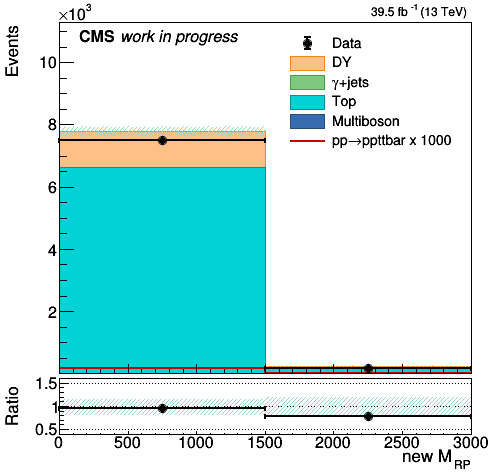 ×10³
39.5 fb⁻¹ (13 TeV)
CMS work in progress
Events
Data
DY
γ+jets
Top
Multiboson
pp→ppttbar x 1000
10
8
6
4
2
Ratio
1.5
1
0.5
0 500 1000 1500 2000 2500 3000
new M_RP